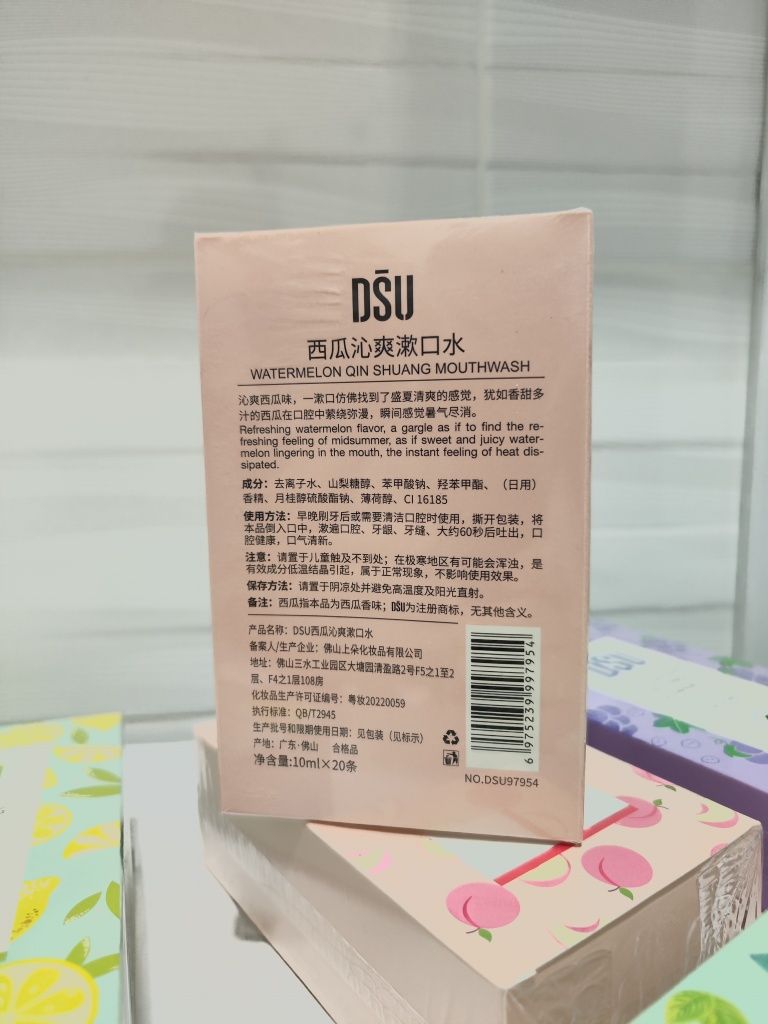 DSU
西瓜沁爽漱口水
WATERMELON QIN SHUANG MOUTHWASH
沁爽西瓜味，一漱口仿佛找到了盛夏清爽的感觉，犹如香甜多
汁的西瓜在口腔中萦绕弥漫，瞬间感觉暑气尽消。
Refreshing watermelon flavor, a gargle as if to find the re-
freshing feeling of midsummer, as if sweet and juicy water-
melon lingering in the mouth, the instant feeling of heat dis-
sipated.
成分：去离子水、山梨糖醇、苯甲酸钠、羟苯甲酯、（日用）
香精、月桂醇硫酸酯钠、薄荷醇、CI 16185
使用方法：早晚刷牙后或需要清洁口腔时使用，撕开包装，将
本品倒入口中，漱遍口腔、牙龈、牙缝、大约60秒后吐出，口
腔健康，口气清新。
注意：请置于儿童触及不到处；在极寒地区有可能会浑浊，是
有效成分低温结晶引起，属于正常现象，不影响使用效果。
保存方法：请置于阴凉处并避免高温度及阳光直射。
备注：西瓜指本品为西瓜香味；DSU为注册商标，无其他含义。
产品名称：DSU西瓜沁爽漱口水
备案人/生产企业：佛山上朵化妆品有限公司
地址：佛山三水工业园区大塘园清盈路2号F5之1至2
层、F4之1层108房
化妆品生产许可证编号：粤妆20220059
执行标准：QB/T2945
生产批号和限期使用日期：见包装（见标示）
产地：广东·佛山 合格品
净含量:10ml×20条
6 975239 997954
NO.DSU97954
DSU